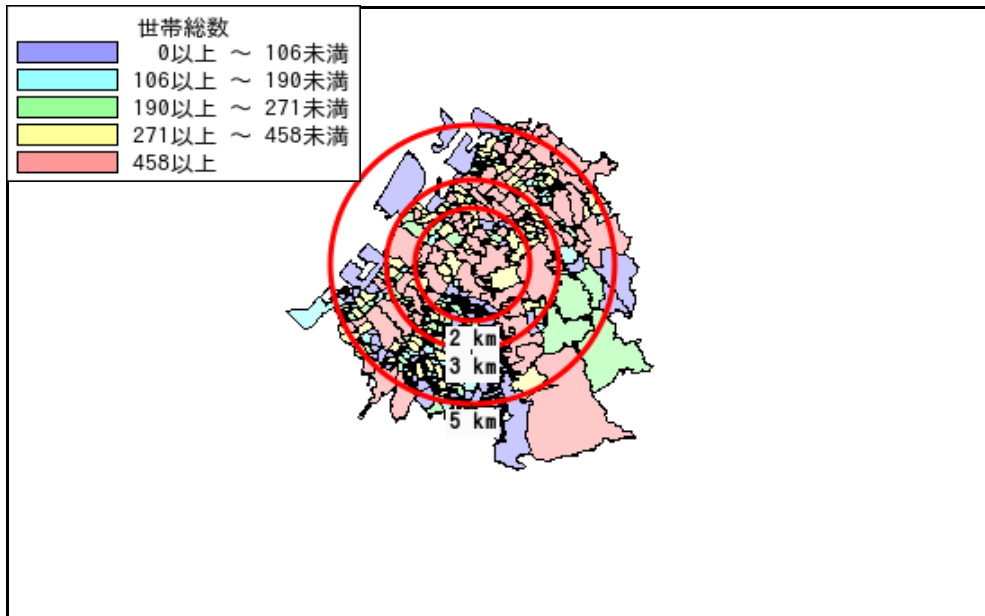 世帯総数
0以上 ～ 106未満
106以上 ～ 190未満
190以上 ～ 271未満
271以上 ～ 458未満
458以上
2 km
3 km
5 km